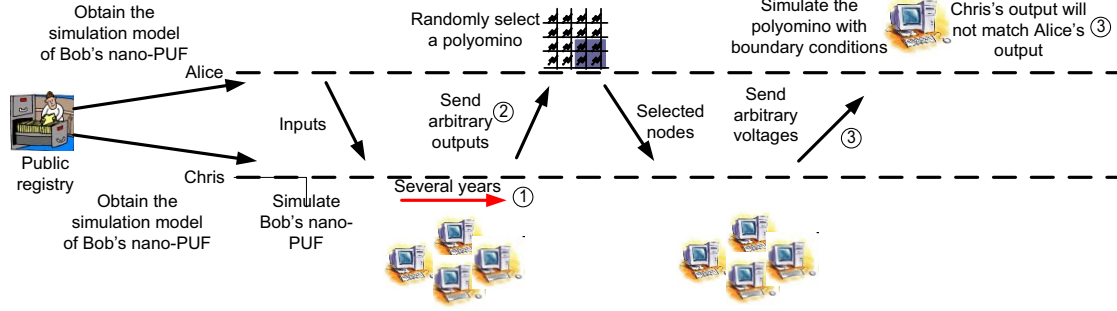 Obtain the
simulation model
of Bob's nano-PUF
Alice
Public
registry
Chris
Obtain the
simulation model
of Bob's nano-PUF
Inputs
Simulate
Bob's nano-
PUF
Several years
①
Send
arbitrary
outputs
②
Randomly select
a polyomino
Selected
nodes
Send
arbitrary
voltages
③
Simulate the
polyomino with
boundary conditions
Chris's output will
not match Alice's
output
③